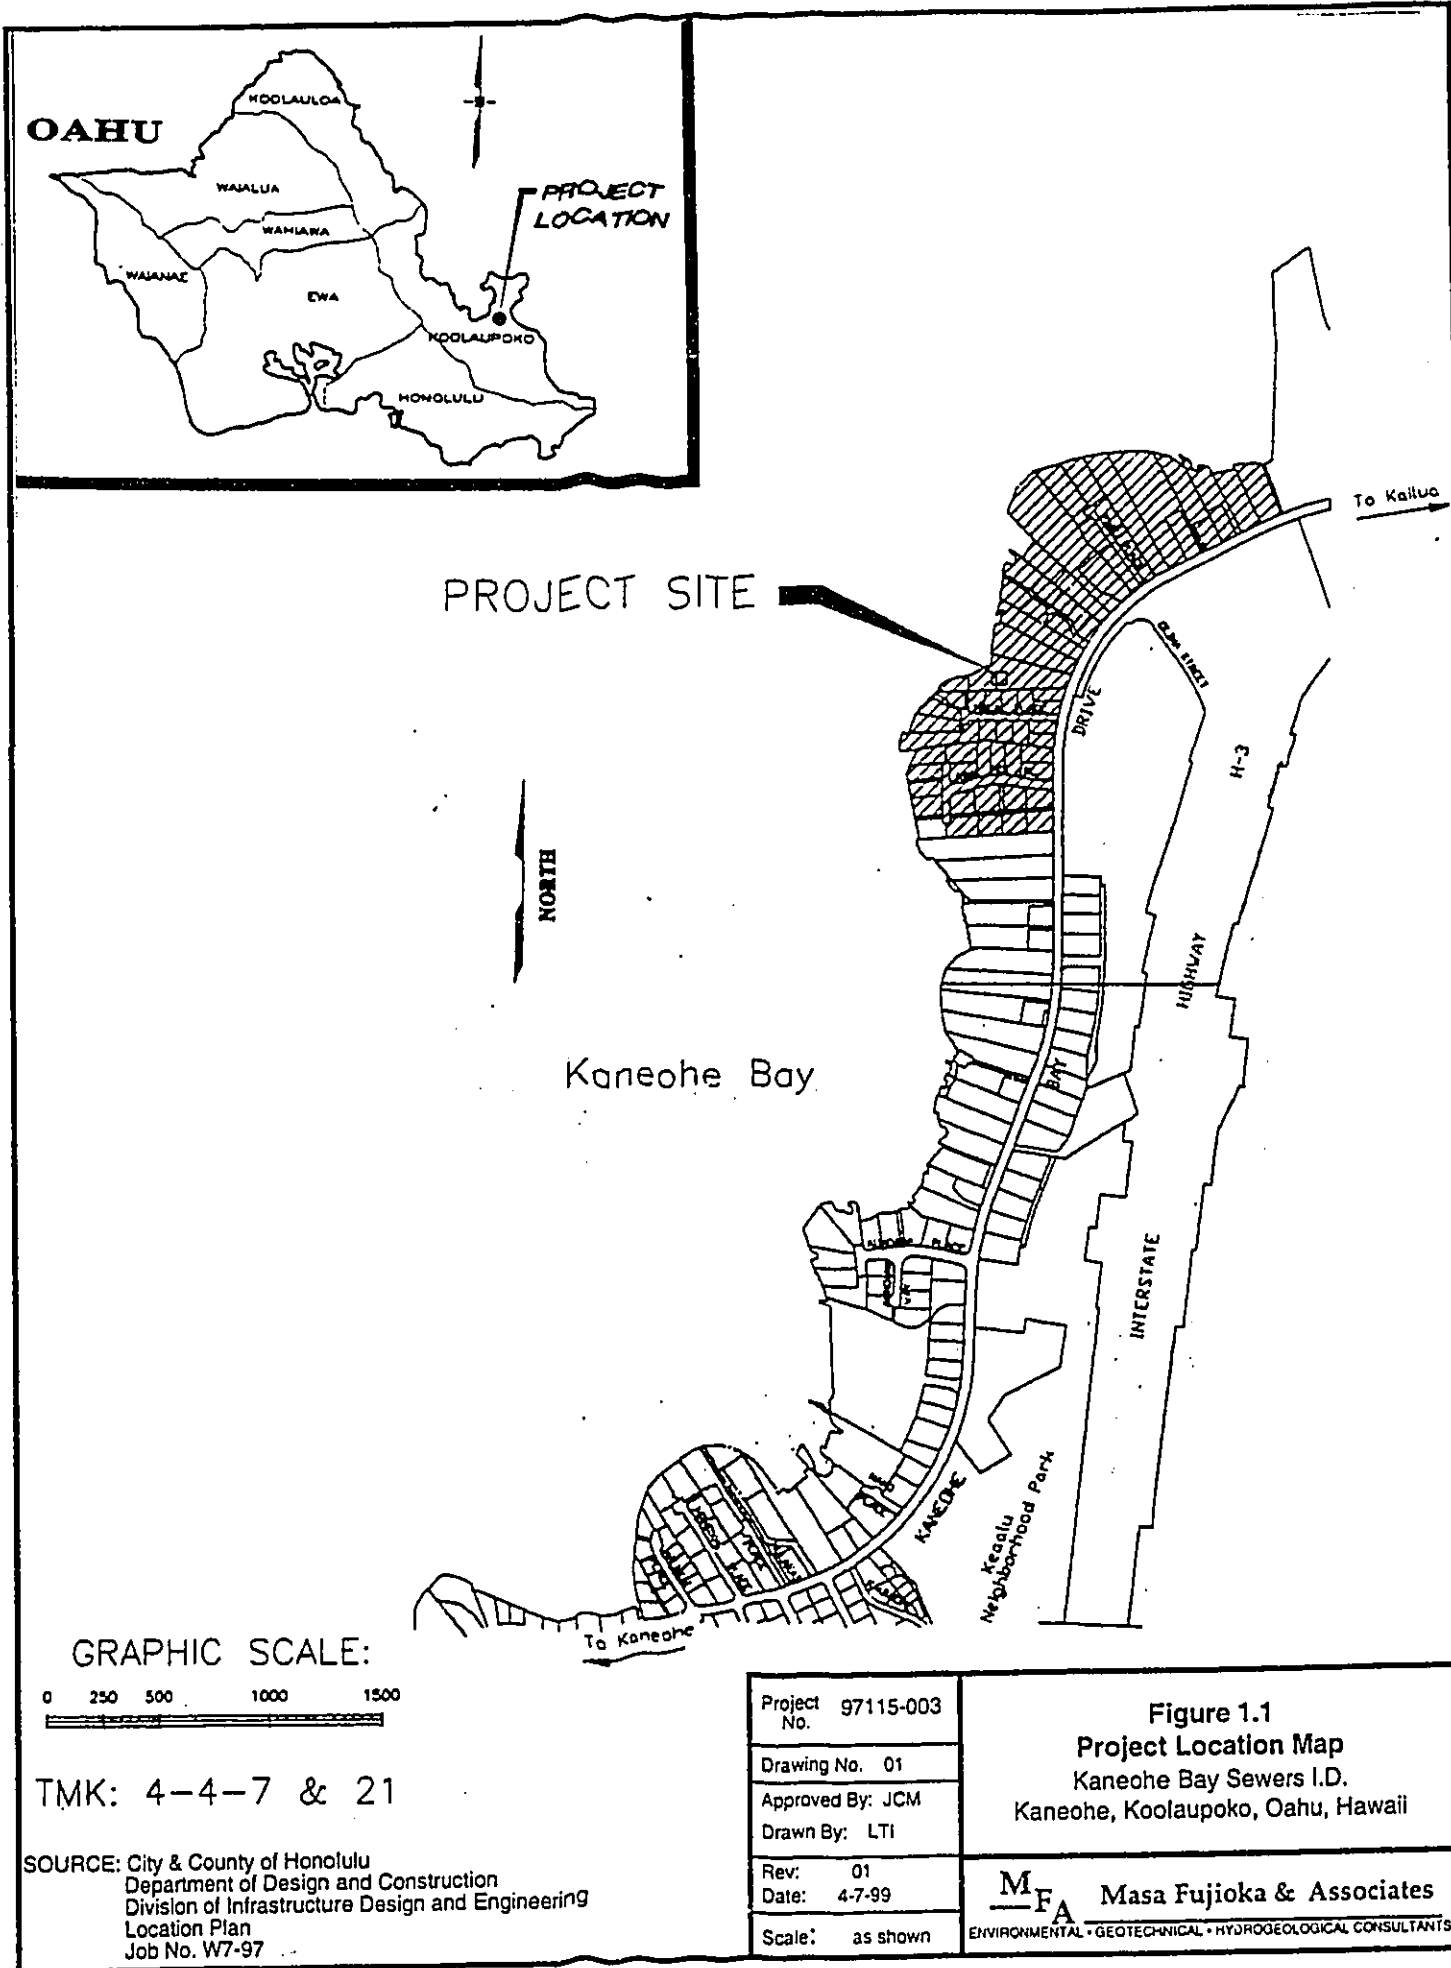 OAHU
KOOLAULOA
WAIALUA
WAHIAWA
WAIANAE
EWA
KOOLAUPOKO
HONOLULU
PROJECT
LOCATION
To Kailua
PROJECT SITE
DRIVE
STREET
H-3
NORTH
HIGHWAY
Kaneohe Bay
BAY
PLACE
INTERSTATE
KANEOHE
Keaalu
Neighborhood Park
PLACE
PLACE
To Kaneohe
GRAPHIC SCALE:
0 250 500 1000 1500
TMK: 4-4-7 & 21
SOURCE: City & County of Honolulu
Department of Design and Construction
Division of Infrastructure Design and Engineering
Location Plan
Job No. W7-97
Project No. 97115-003
Drawing No. 01
Approved By: JCM
Drawn By: LTI
Rev: 01
Date: 4-7-99
Scale: as shown
Figure 1.1
Project Location Map
Kaneohe Bay Sewers I.D.
Kaneohe, Koolaupoko, Oahu, Hawaii
MFA Masa Fujioka & Associates
ENVIRONMENTAL • GEOTECHNICAL • HYDROGEOLOGICAL CONSULTANTS